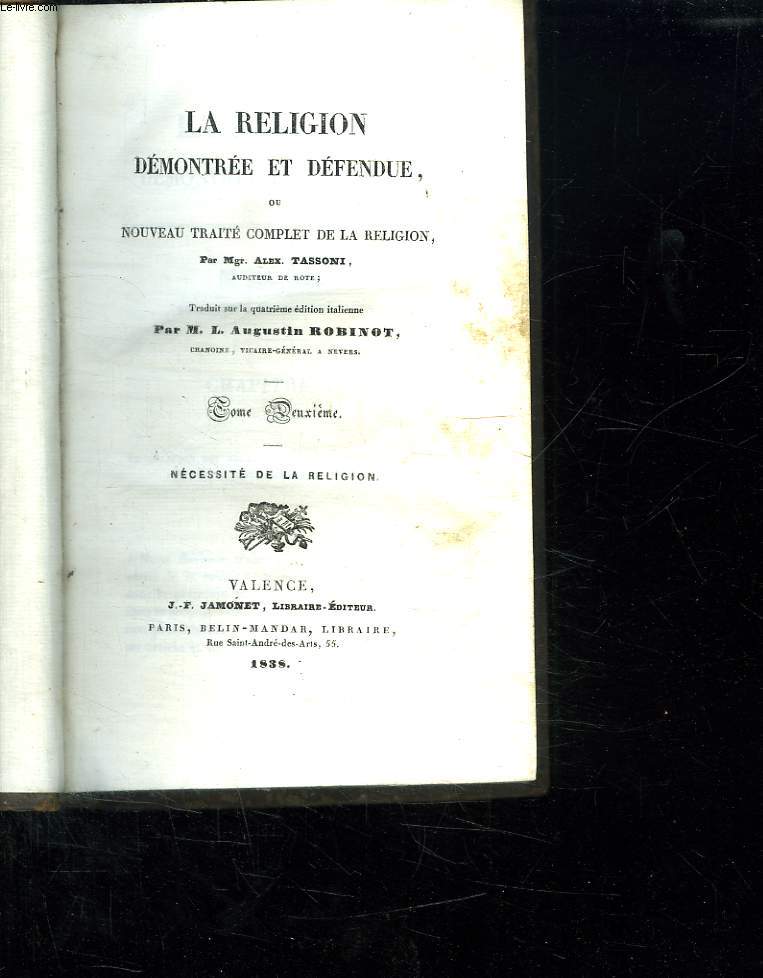 Le-livre.com
LA RELIGION
DÉMONTRÉE ET DÉFENDUE,
OU
NOUVEAU TRAITÉ COMPLET DE LA RELIGION,
Par Mgr. ALEX. TASSONI,
AUDITEUR DE ROTE;
Traduit sur la quatrième édition italienne
Par M. L. Augustin ROBINOT,
CHANOINE, VICAIRE-GÉNÉRAL A NEVERS.
Tome Deuxième.
NÉCESSITÉ DE LA RELIGION.
VALENCE,
J.-F. JAMONET, LIBRAIRE-ÉDITEUR.
PARIS, BELIN-MANDAR, LIBRAIRE,
Rue Saint-André-des-Arts, 55.
1838.